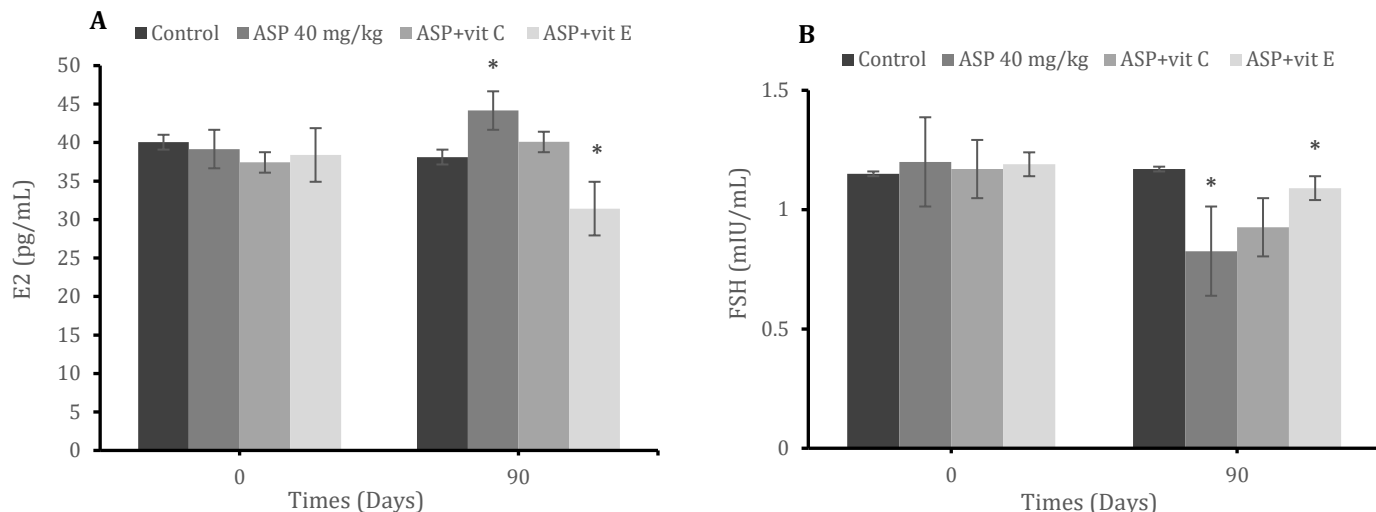 A
Control ASP 40 mg/kg ASP+vit C ASP+vit E
50
45
40
35
30
25
20
15
10
5
0
E2 (pg/mL)
*
*
0 90
Times (Days)
B
Control ASP 40 mg/kg ASP+vit C ASP+vit E
1.5
1
0.5
0
FSH (mIU/mL)
*
*
0 90
Times (Days)